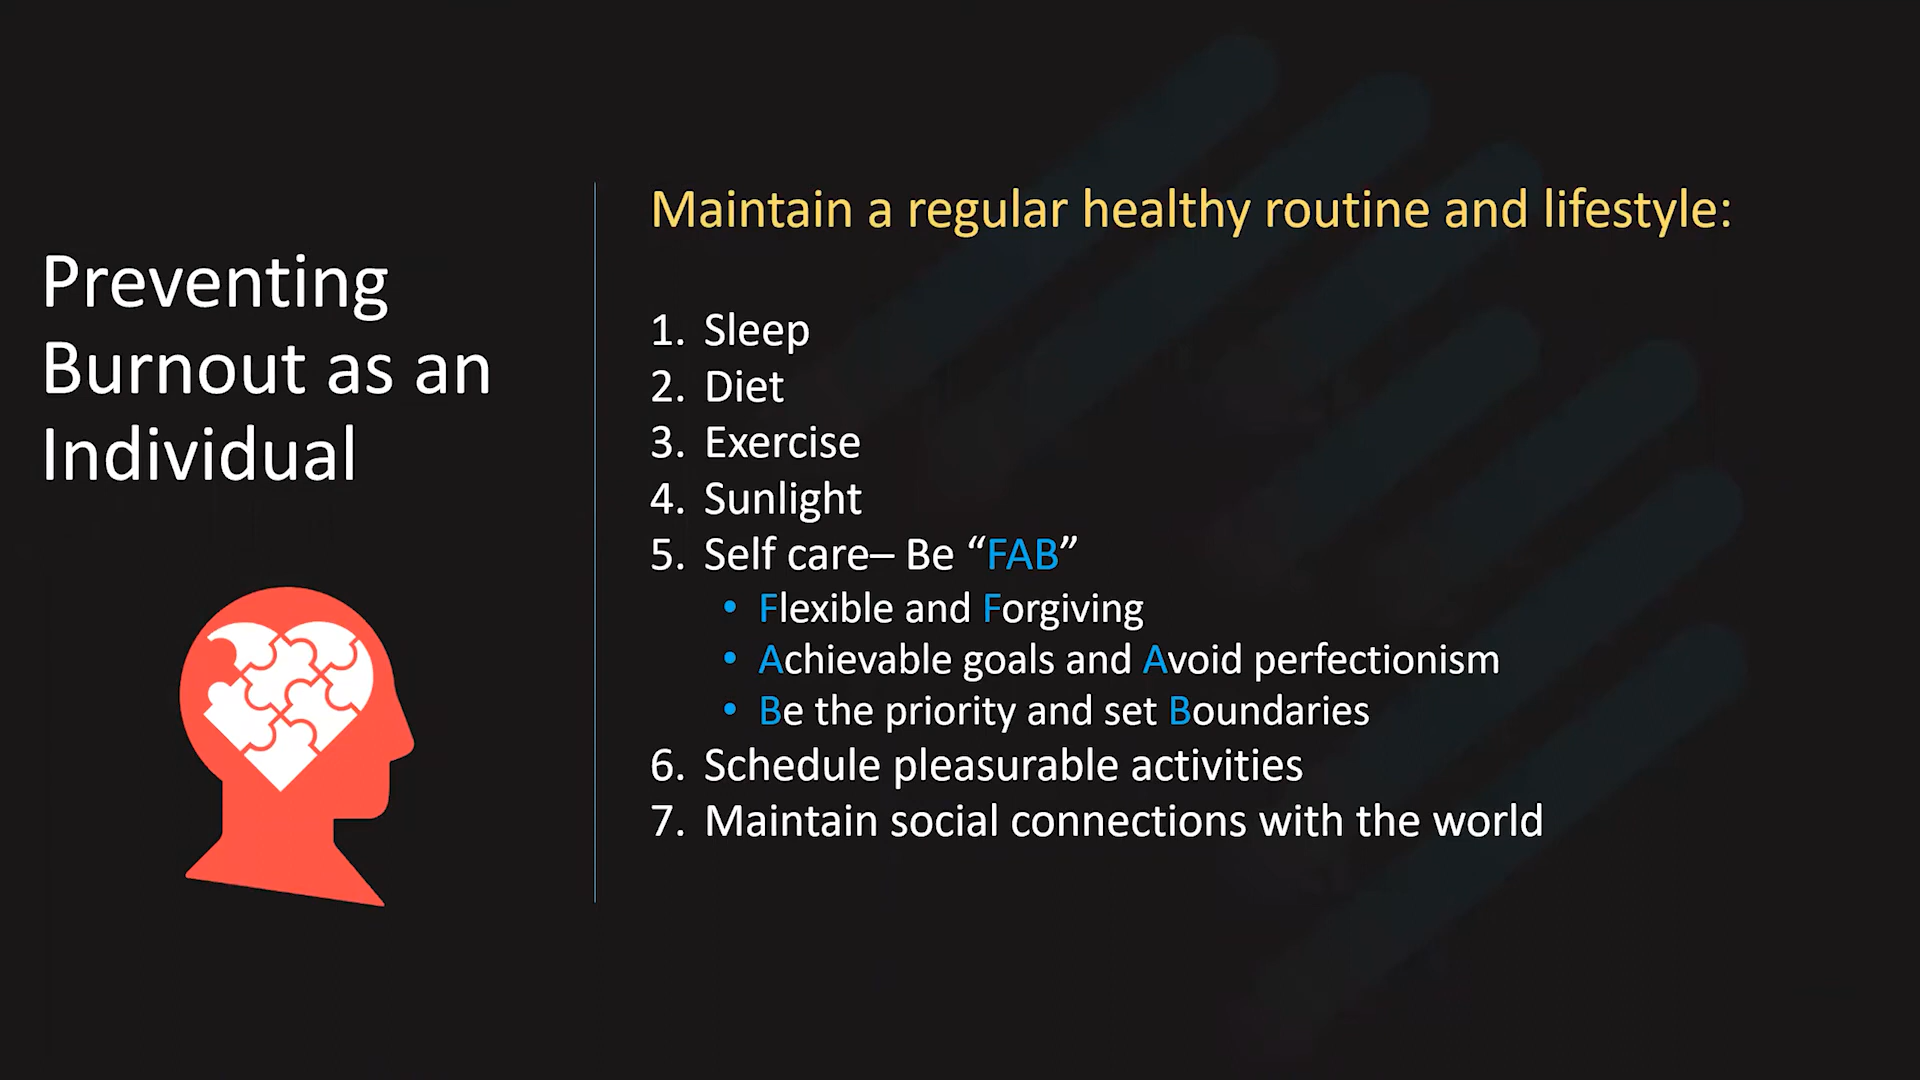 Preventing
Burnout as an
Individual
Maintain a regular healthy routine and lifestyle:
1. Sleep
2. Diet
3. Exercise
4. Sunlight
5. Self care– Be “FAB”
• Flexible and Forgiving
• Achievable goals and Avoid perfectionism
• Be the priority and set Boundaries
6. Schedule pleasurable activities
7. Maintain social connections with the world